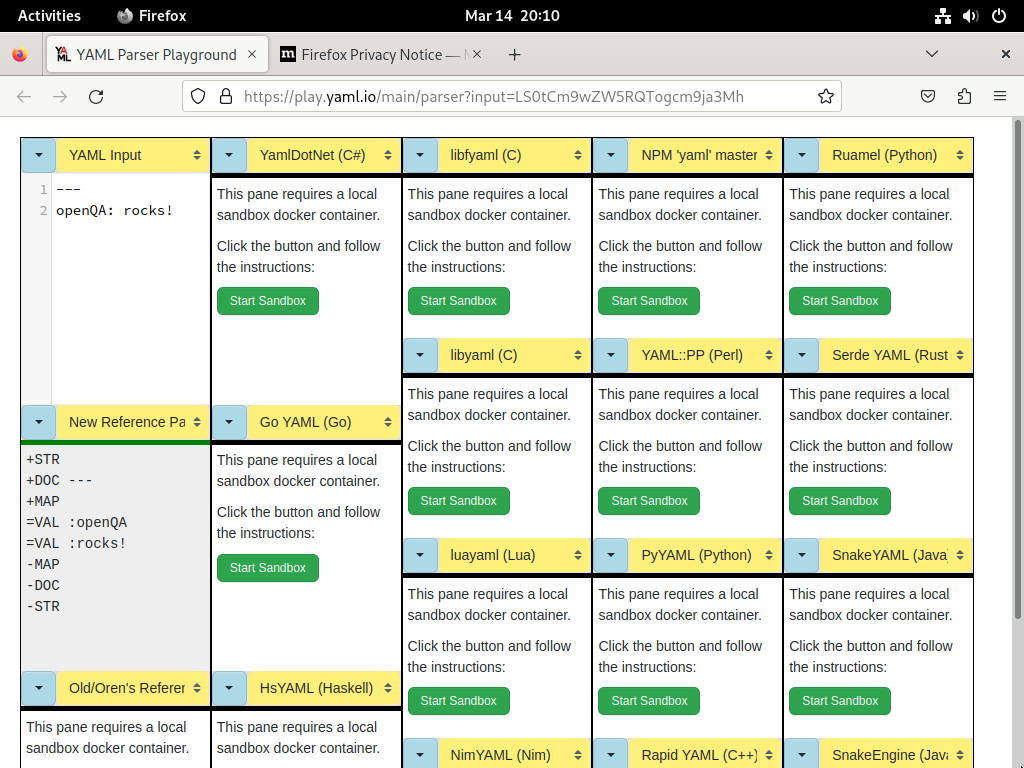 Activities
Firefox
Mar 14 20:10
YAML Parser Playground
Firefox Privacy Notice —
https://play.yaml.io/main/parser?input=LS0tCm9wZW5RQTogcm9ja3Mh
YAML Input
1 ---
2 openQA: rocks!
New Reference Pa
+STR
+DOC ---
+MAP
=VAL :openQA
=VAL :rocks!
-MAP
-DOC
-STR
Old/Oren's Referer
This pane requires a local
sandbox docker container.
YamlDotNet (C#)
This pane requires a local
sandbox docker container.
Click the button and follow
the instructions:
Start Sandbox
Go YAML (Go)
This pane requires a local
sandbox docker container.
Click the button and follow
the instructions:
Start Sandbox
HsYAML (Haskell)
This pane requires a local
sandbox docker container.
libfyaml (C)
This pane requires a local
sandbox docker container.
Click the button and follow
the instructions:
Start Sandbox
libyaml (C)
This pane requires a local
sandbox docker container.
Click the button and follow
the instructions:
Start Sandbox
luayaml (Lua)
This pane requires a local
sandbox docker container.
Click the button and follow
the instructions:
Start Sandbox
NimYAML (Nim)
NPM 'yaml' master
This pane requires a local
sandbox docker container.
Click the button and follow
the instructions:
Start Sandbox
YAML::PP (Perl)
This pane requires a local
sandbox docker container.
Click the button and follow
the instructions:
Start Sandbox
PyYAML (Python)
This pane requires a local
sandbox docker container.
Click the button and follow
the instructions:
Start Sandbox
Rapid YAML (C++)
Ruamel (Python)
This pane requires a local
sandbox docker container.
Click the button and follow
the instructions:
Start Sandbox
Serde YAML (Rust
This pane requires a local
sandbox docker container.
Click the button and follow
the instructions:
Start Sandbox
SnakeYAML (Java
This pane requires a local
sandbox docker container.
Click the button and follow
the instructions:
Start Sandbox
SnakeEngine (Java